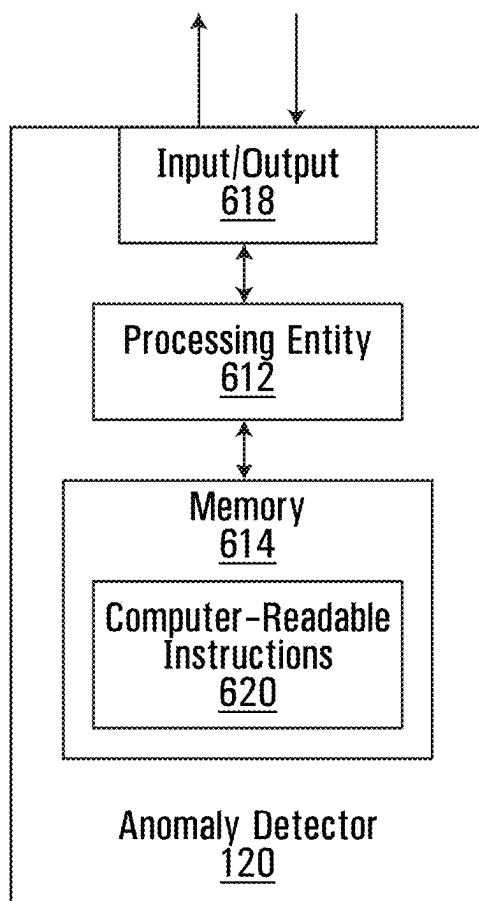 Input/Output
618
Processing Entity
612
Memory
614
Computer-Readable
Instructions
620
Anomaly Detector
120